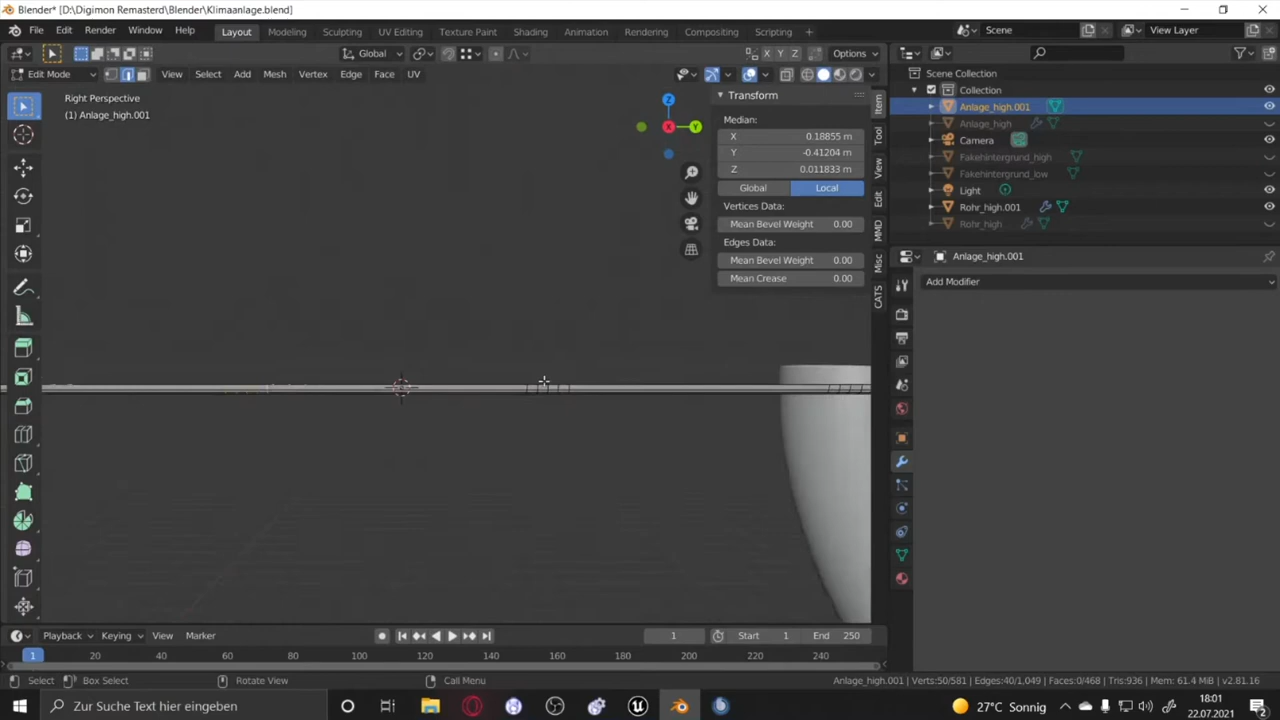 Blender* [D:\Digimon Remasterd\Blender\Klimaanlage.blend]
File Edit Render Window Help Layout Modeling Sculpting UV Editing Texture Paint Shading Animation Rendering Compositing Scripting Scene View Layer
Global X Y Z Options
Edit Mode View Select Add Mesh Vertex Edge Face UV
Right Perspective
(1) Anlage_high.001
Z
X
Y
Transform
Median:
X 0.18855 m
Y -0.41204 m
Z 0.011833 m
Global Local
Vertices Data:
Mean Bevel Weight 0.00
Edges Data:
Mean Bevel Weight 0.00
Mean Crease 0.00
Item
Tool
View
Edit
MMD
Misc
CATS
Scene Collection
Collection
Anlage_high.001
Anlage_high
Camera
Fakehintergrund_high
Fakehintergrund_low
Light
Rohr_high.001
Rohr_high
Anlage_high.001
Add Modifier
Playback Keying View Marker 1 Start 1 End 250
1 20 40 60 80 100 120 140 160 180 200 220 240
Select Box Select Rotate View Call Menu Anlage_high.001 | Verts:50/581 | Edges:40/1,049 | Faces:0/468 | Tris:936 | Mem: 61.4 MiB | v2.81.16
Zur Suche Text hier eingeben 27°C Sonnig 18:01
22.07.2021 2